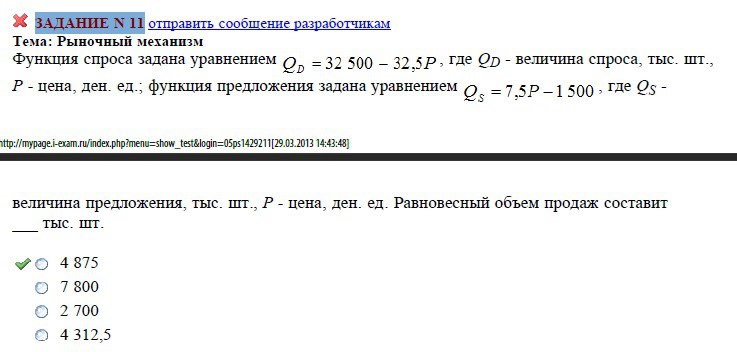 ЗАДАНИЕ N 11 отправить сообщение разработчикам
Тема: Рыночный механизм
Функция спроса задана уравнением Q_D = 32 500 − 32,5P , где QD - величина спроса, тыс. шт.,
P - цена, ден. ед.; функция предложения задана уравнением Q_S = 7,5P − 1 500 , где QS -
http://mypage.i-exam.ru/index.php?menu=show_test&login=05ps1429211[29.03.2013 14:43:48]
величина предложения, тыс. шт., P - цена, ден. ед. Равновесный объем продаж составит
___ тыс. шт.
4 875
7 800
2 700
4 312,5